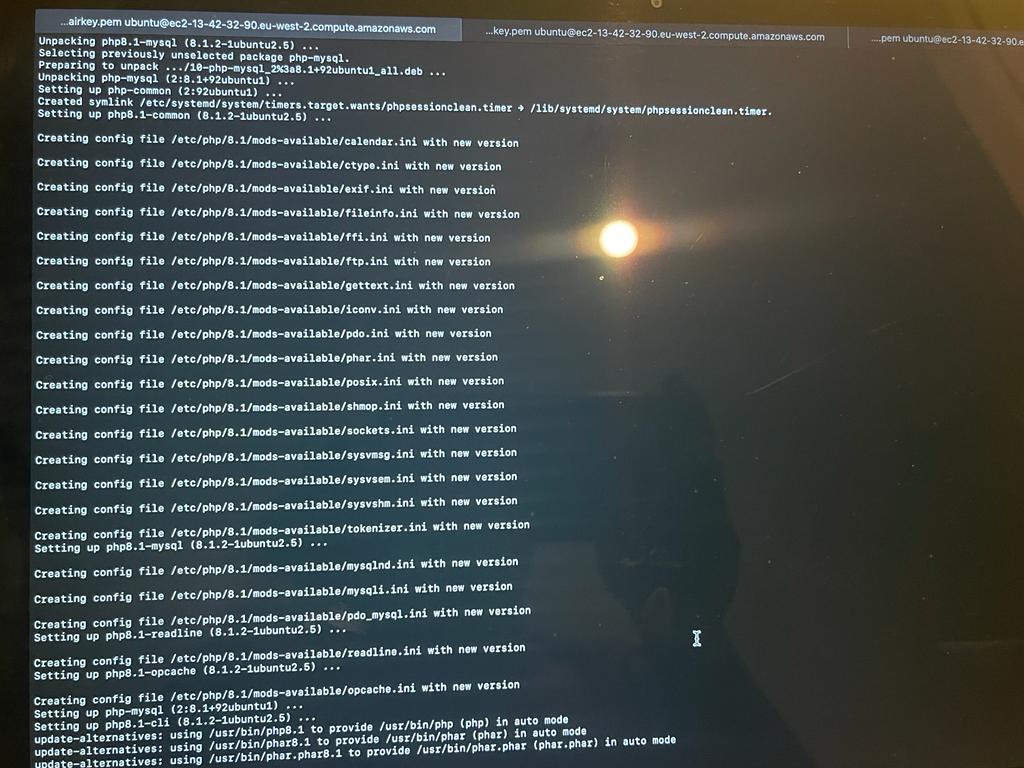 ...airkey.pem ubuntu@ec2-13-42-32-90.eu-west-2.compute.amazonaws.com
...key.pem ubuntu@ec2-13-42-32-90.eu-west-2.compute.amazonaws.com
....pem ubuntu@ec2-13-42-32-90.e
Unpacking php8.1-mysql (8.1.2-1ubuntu2.5) ...
Selecting previously unselected package php-mysql.
Preparing to unpack .../10-php-mysql_2%3a8.1+92ubuntu1_all.deb ...
Unpacking php-mysql (2:8.1+92ubuntu1) ...
Setting up php-common (2:92ubuntu1) ...
Created symlink /etc/systemd/system/timers.target.wants/phpsessionclean.timer → /lib/systemd/system/phpsessionclean.timer.
Setting up php8.1-common (8.1.2-1ubuntu2.5) ...
Creating config file /etc/php/8.1/mods-available/calendar.ini with new version
Creating config file /etc/php/8.1/mods-available/ctype.ini with new version
Creating config file /etc/php/8.1/mods-available/exif.ini with new version
Creating config file /etc/php/8.1/mods-available/fileinfo.ini with new version
Creating config file /etc/php/8.1/mods-available/ffi.ini with new version
Creating config file /etc/php/8.1/mods-available/ftp.ini with new version
Creating config file /etc/php/8.1/mods-available/gettext.ini with new version
Creating config file /etc/php/8.1/mods-available/iconv.ini with new version
Creating config file /etc/php/8.1/mods-available/pdo.ini with new version
Creating config file /etc/php/8.1/mods-available/phar.ini with new version
Creating config file /etc/php/8.1/mods-available/posix.ini with new version
Creating config file /etc/php/8.1/mods-available/shmop.ini with new version
Creating config file /etc/php/8.1/mods-available/sockets.ini with new version
Creating config file /etc/php/8.1/mods-available/sysvmsg.ini with new version
Creating config file /etc/php/8.1/mods-available/sysvsem.ini with new version
Creating config file /etc/php/8.1/mods-available/sysvshm.ini with new version
Creating config file /etc/php/8.1/mods-available/tokenizer.ini with new version
Setting up php8.1-mysql (8.1.2-1ubuntu2.5) ...
Creating config file /etc/php/8.1/mods-available/mysqlnd.ini with new version
Creating config file /etc/php/8.1/mods-available/mysqli.ini with new version
Creating config file /etc/php/8.1/mods-available/pdo_mysql.ini with new version
Setting up php8.1-readline (8.1.2-1ubuntu2.5) ...
Creating config file /etc/php/8.1/mods-available/readline.ini with new version
Setting up php8.1-opcache (8.1.2-1ubuntu2.5) ...
Creating config file /etc/php/8.1/mods-available/opcache.ini with new version
Setting up php-mysql (2:8.1+92ubuntu1) ...
Setting up php8.1-cli (8.1.2-1ubuntu2.5) ...
update-alternatives: using /usr/bin/php8.1 to provide /usr/bin/php (php) in auto mode
update-alternatives: using /usr/bin/phar8.1 to provide /usr/bin/phar (phar) in auto mode
update-alternatives: using /usr/bin/phar.phar8.1 to provide /usr/bin/phar.phar (phar.phar) in auto mode